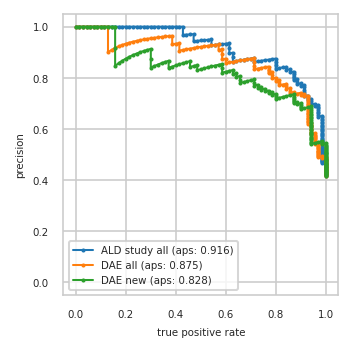 1.0
0.8
0.6
0.4
0.2
0.0
precision
ALD study all (aps: 0.916)
DAE all (aps: 0.875)
DAE new (aps: 0.828)
0.0 0.2 0.4 0.6 0.8 1.0
true positive rate